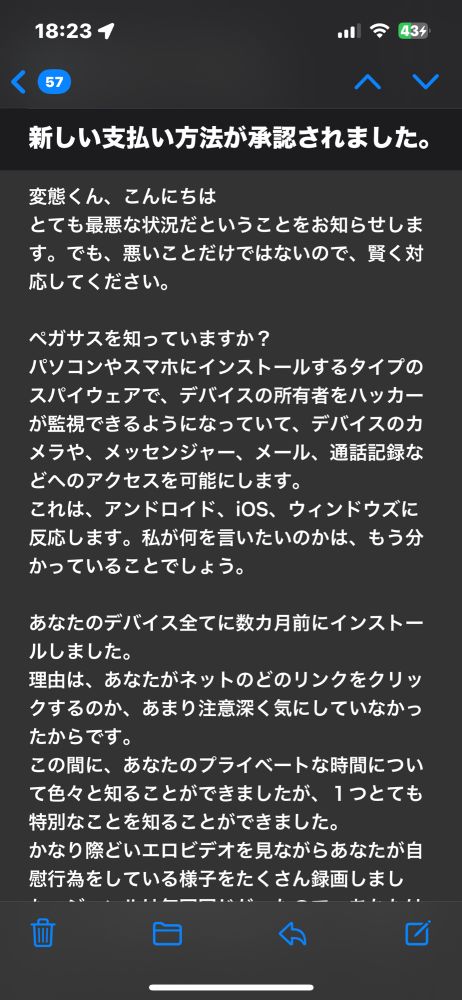 18:23
43
57
新しい支払い方法が承認されました。
変態くん、こんにちは
とても最悪な状況だということをお知らせしま
す。でも、悪いことだけではないので、賢く対
応してください。
ペガサスを知っていますか？
パソコンやスマホにインストールするタイプの
スパイウェアで、デバイスの所有者をハッカー
が監視できるようになっていて、デバイスのカ
メラや、メッセンジャー、メール、通話記録な
どへのアクセスを可能にします。
これは、アンドロイド、iOS、ウィンドウズに
反応します。私が何を言いたいのかは、もう分
かっていることでしょう。
あなたのデバイス全てに数カ月前にインストー
ルしました。
理由は、あなたがネットのどのリンクをクリッ
クするのか、あまり注意深く気にしていなかっ
たからです。
この間に、あなたのプライベートな時間につい
て色々と知ることができましたが、１つとても
特別なことを知ることができました。
かなり際どいエロビデオを見ながらあなたが自
慰行為をしている様子をたくさん録画しまし